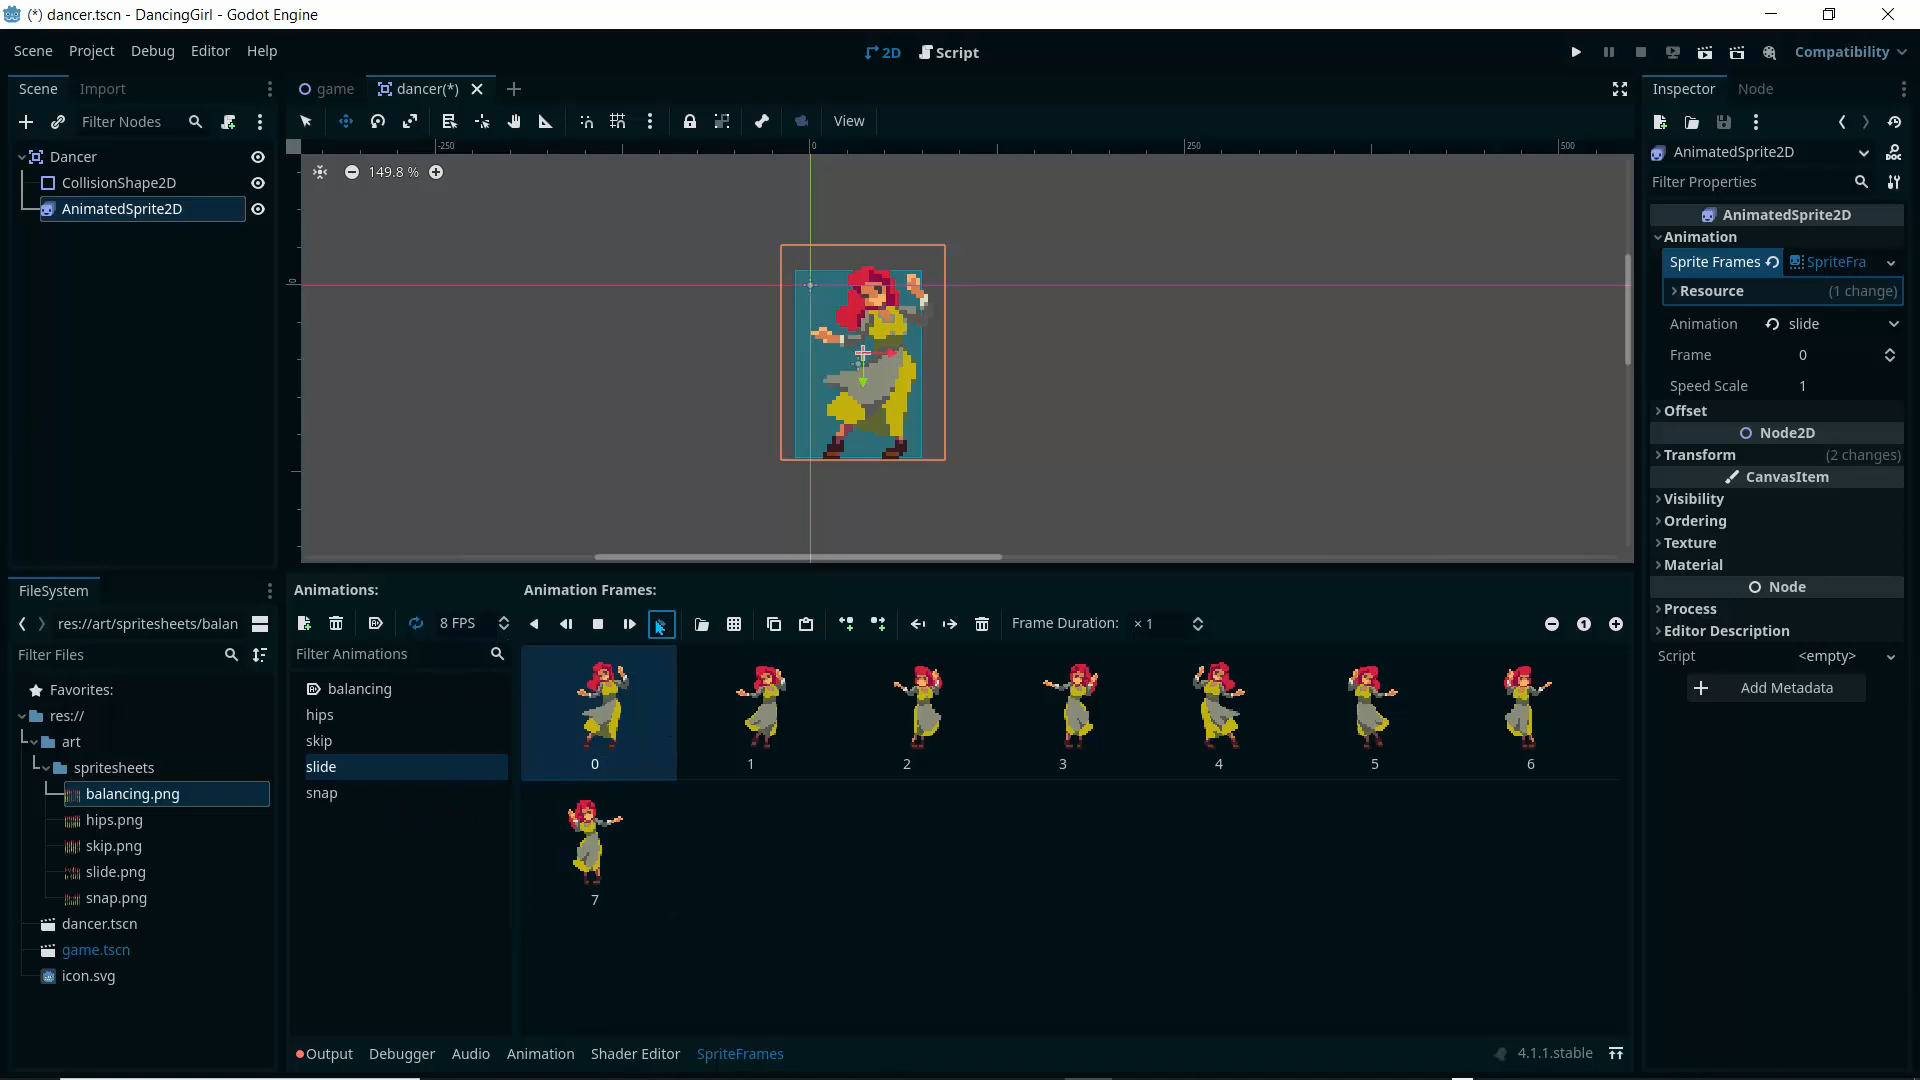 (*) dancer.tscn - DancingGirl - Godot Engine
Scene Project Debug Editor Help
2D Script
Compatibility
Scene Import
game dancer(*)
Inspector Node
Filter Nodes
View
Dancer
CollisionShape2D
AnimatedSprite2D
-250 0 250 500
0
149.8 %
AnimatedSprite2D
Filter Properties
AnimatedSprite2D
Animation
Sprite Frames SpriteFra
Resource (1 change)
Animation slide
Frame 0
Speed Scale 1
Offset
Node2D
Transform (2 changes)
CanvasItem
Visibility
Ordering
Texture
Material
Node
Process
Editor Description
Script <empty>
Add Metadata
FileSystem
res://art/spritesheets/balan
Filter Files
Favorites:
res://
art
spritesheets
balancing.png
hips.png
skip.png
slide.png
snap.png
dancer.tscn
game.tscn
icon.svg
Animations:
8 FPS
Filter Animations
balancing
hips
skip
slide
snap
Animation Frames:
Frame Duration: × 1
1
0 1 2 3 4 5 6
7
Output Debugger Audio Animation Shader Editor SpriteFrames
4.1.1.stable